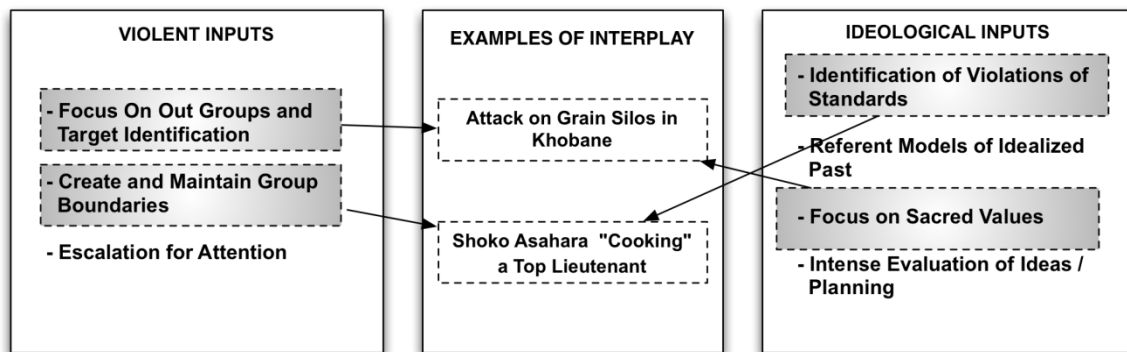 VIOLENT INPUTS
- Focus On Out Groups and
Target Identification
- Create and Maintain Group
Boundaries
- Escalation for Attention
EXAMPLES OF INTERPLAY
Attack on Grain Silos in
Khobane
Shoko Asahara "Cooking"
a Top Lieutenant
IDEOLOGICAL INPUTS
- Identification of Violations of
Standards
- Referent Models of Idealized
Past
- Focus on Sacred Values
- Intense Evaluation of Ideas /
Planning